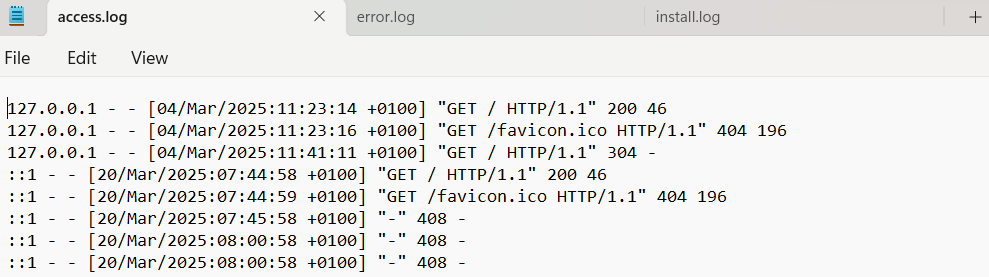 access.log error.log install.log
File Edit View
127.0.0.1 - - [04/Mar/2025:11:23:14 +0100] "GET / HTTP/1.1" 200 46
127.0.0.1 - - [04/Mar/2025:11:23:16 +0100] "GET /favicon.ico HTTP/1.1" 404 196
127.0.0.1 - - [04/Mar/2025:11:41:11 +0100] "GET / HTTP/1.1" 304 -
::1 - - [20/Mar/2025:07:44:58 +0100] "GET / HTTP/1.1" 200 46
::1 - - [20/Mar/2025:07:44:59 +0100] "GET /favicon.ico HTTP/1.1" 404 196
::1 - - [20/Mar/2025:07:45:58 +0100] "-" 408 -
::1 - - [20/Mar/2025:08:00:58 +0100] "-" 408 -
::1 - - [20/Mar/2025:08:00:58 +0100] "-" 408 -